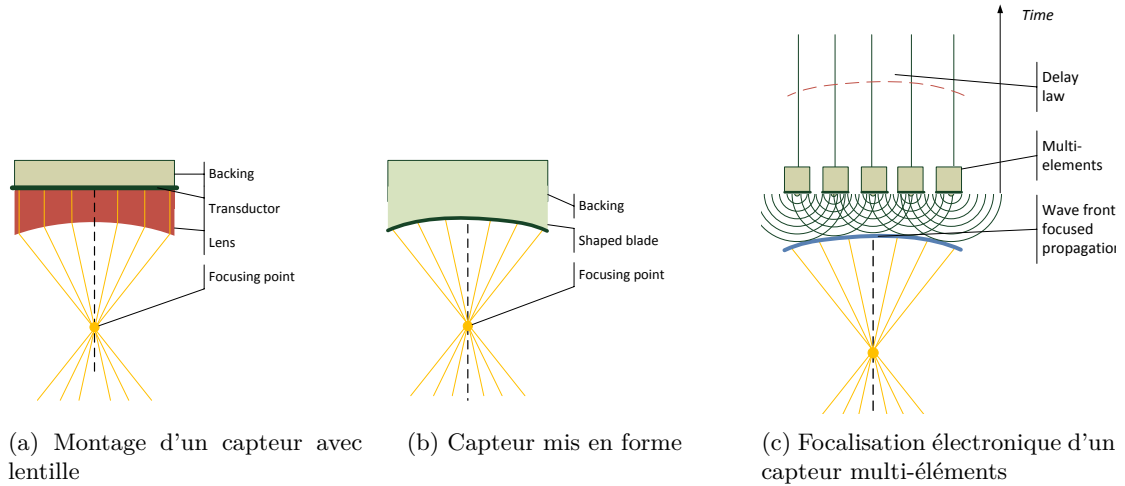 Backing
Transductor
Lens
Focusing point
(a) Montage d'un capteur avec
lentille
Backing
Shaped blade
Focusing point
(b) Capteur mis en forme
Time
Delay
law
Multi-
elements
Wave front
focused
propagation
(c) Focalisation électronique d'un
capteur multi-éléments